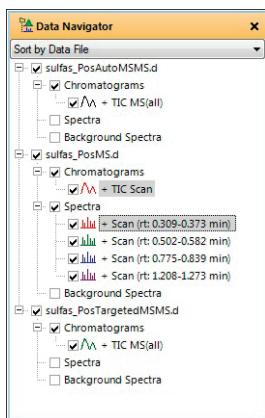 Data Navigator
Sort by Data File
sulfas_PosAutoMSMS.d
Chromatograms
+ TIC MS(all)
Spectra
Background Spectra
sulfas_PosMS.d
Chromatograms
+ TIC Scan
Spectra
+ Scan (rt: 0.309-0.373 min)
+ Scan (rt: 0.502-0.582 min)
+ Scan (rt: 0.775-0.839 min)
+ Scan (rt: 1.208-1.273 min)
Background Spectra
sulfas_PosTargetedMSMS.d
Chromatograms
+ TIC MS(all)
Spectra
Background Spectra